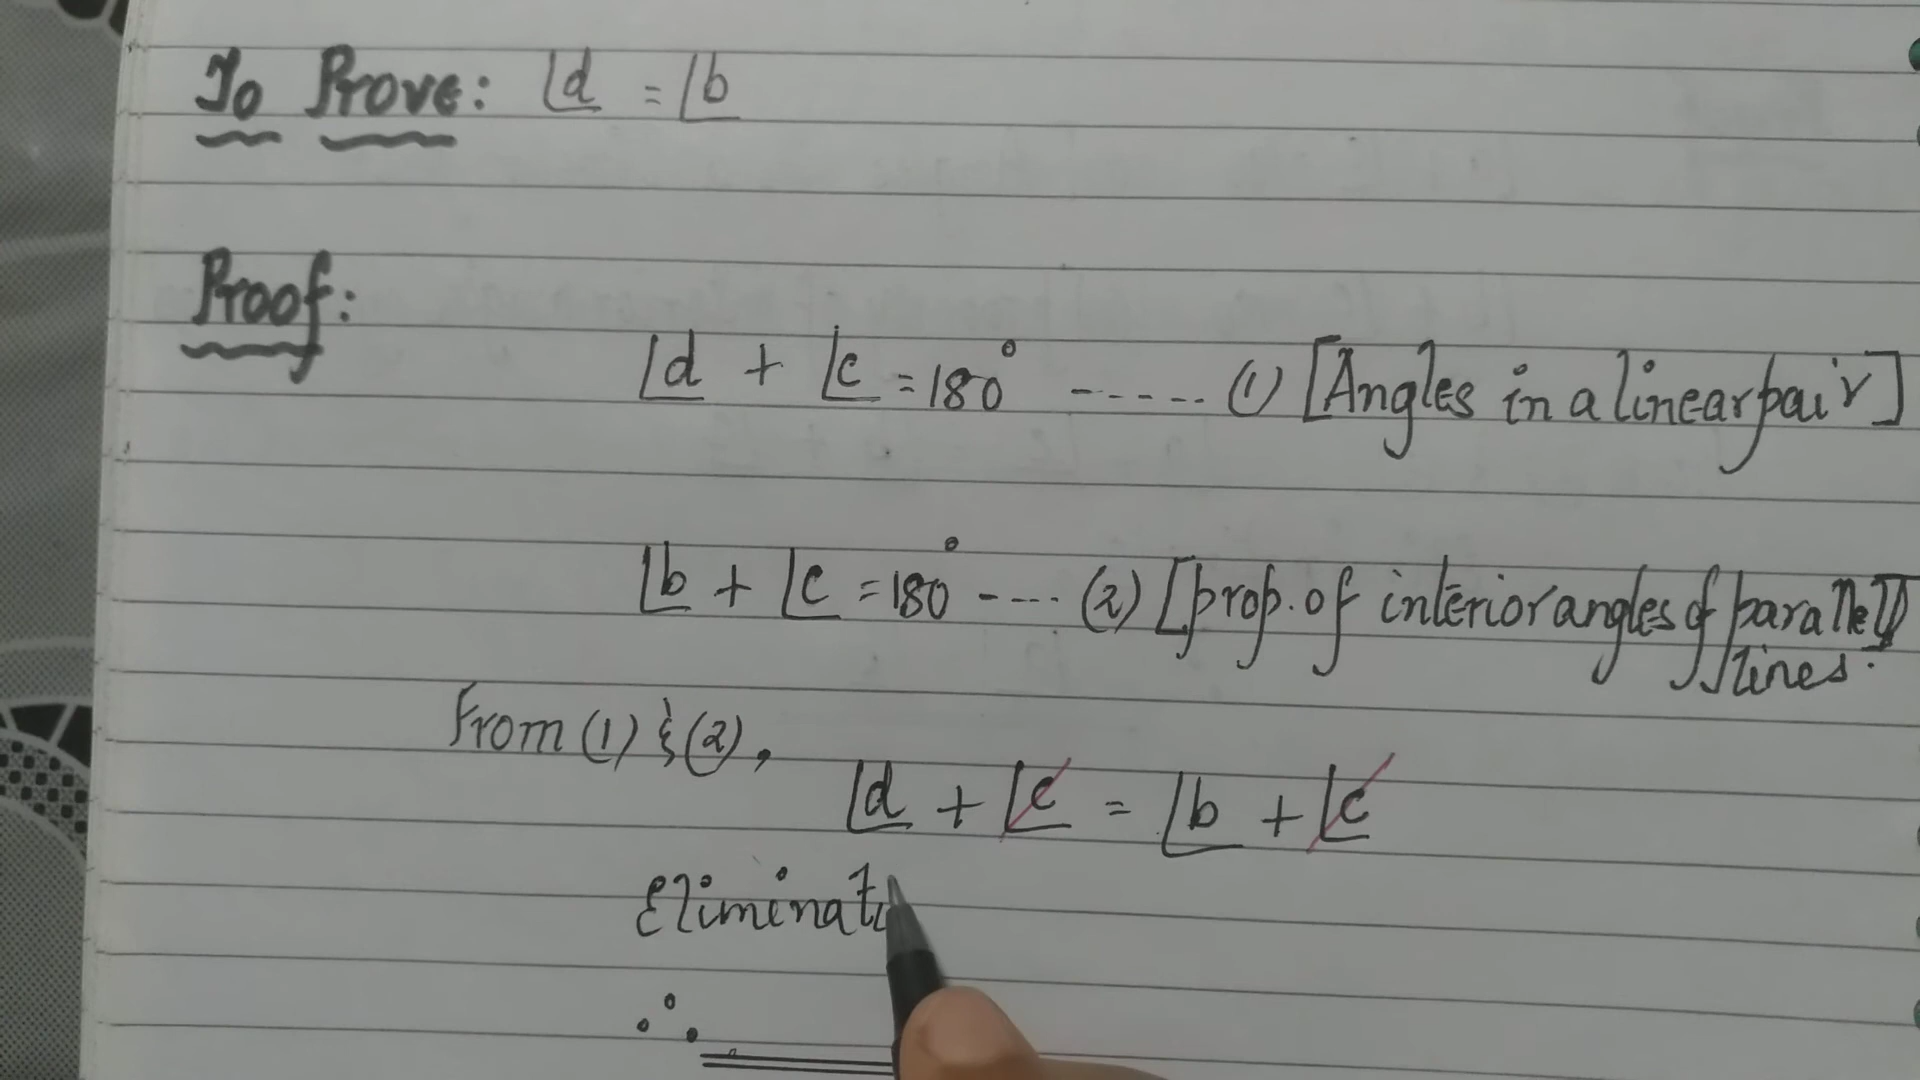 To Prove: ∠d = ∠b
Proof:
∠d + ∠c = 180° ----- (1) [Angles in a linear pair]
∠b + ∠c = 180° ---- (2) [prop. of interior angles of parallel]
lines.
From (1) & (2),
∠d + ∠c = ∠b + ∠c
Eliminati
∴